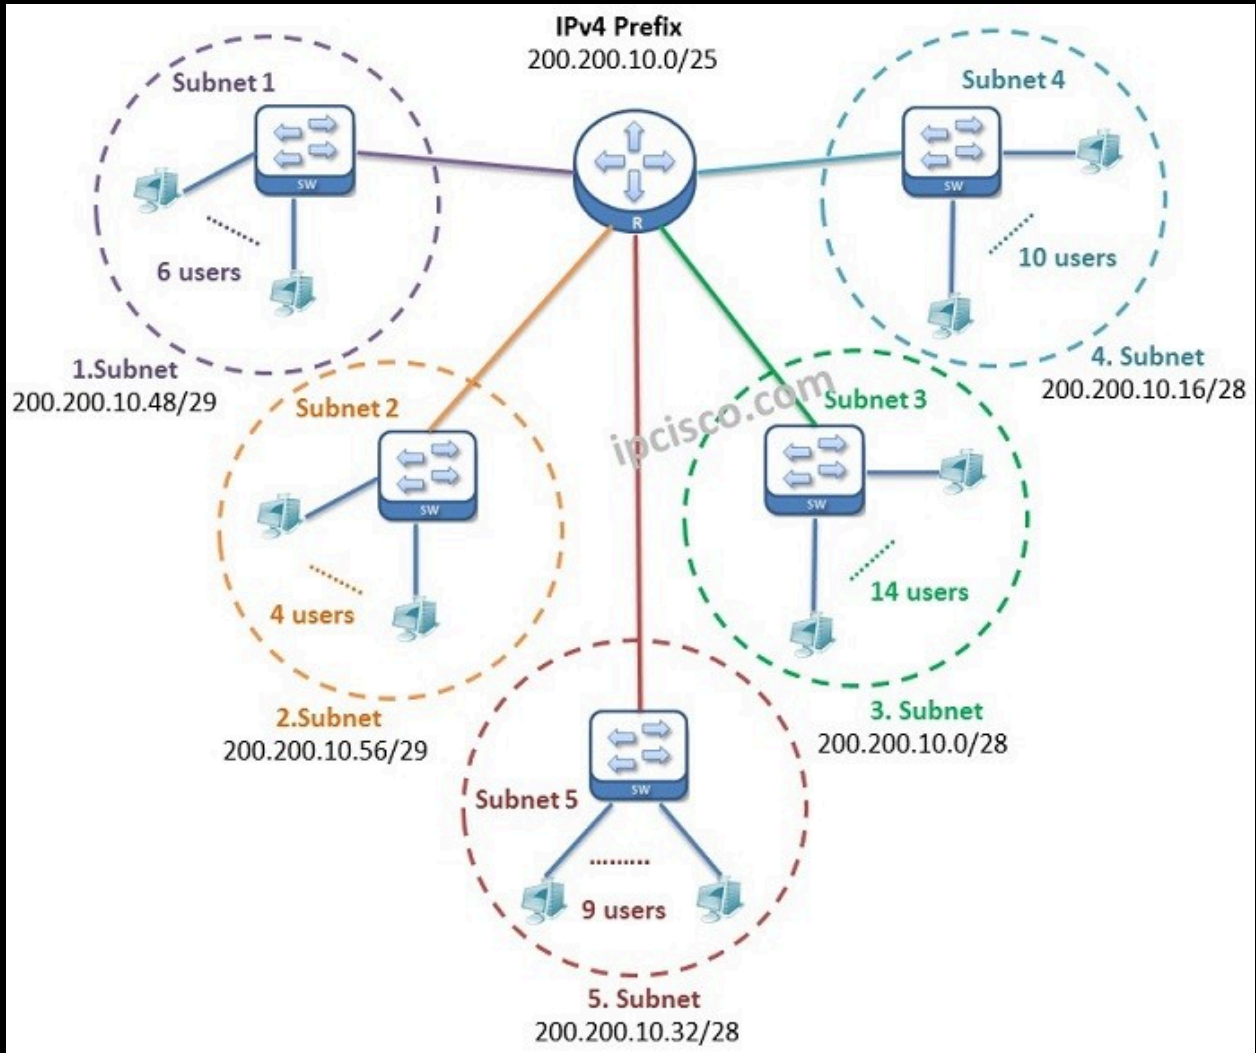 IPv4 Prefix
200.200.10.0/25
Subnet 1
SW
6 users
1.Subnet
200.200.10.48/29
R
Subnet 4
SW
10 users
4. Subnet
200.200.10.16/28
Subnet 2
SW
4 users
2.Subnet
200.200.10.56/29
ipcisco.com
Subnet 3
SW
14 users
3. Subnet
200.200.10.0/28
Subnet 5
SW
9 users
5. Subnet
200.200.10.32/28